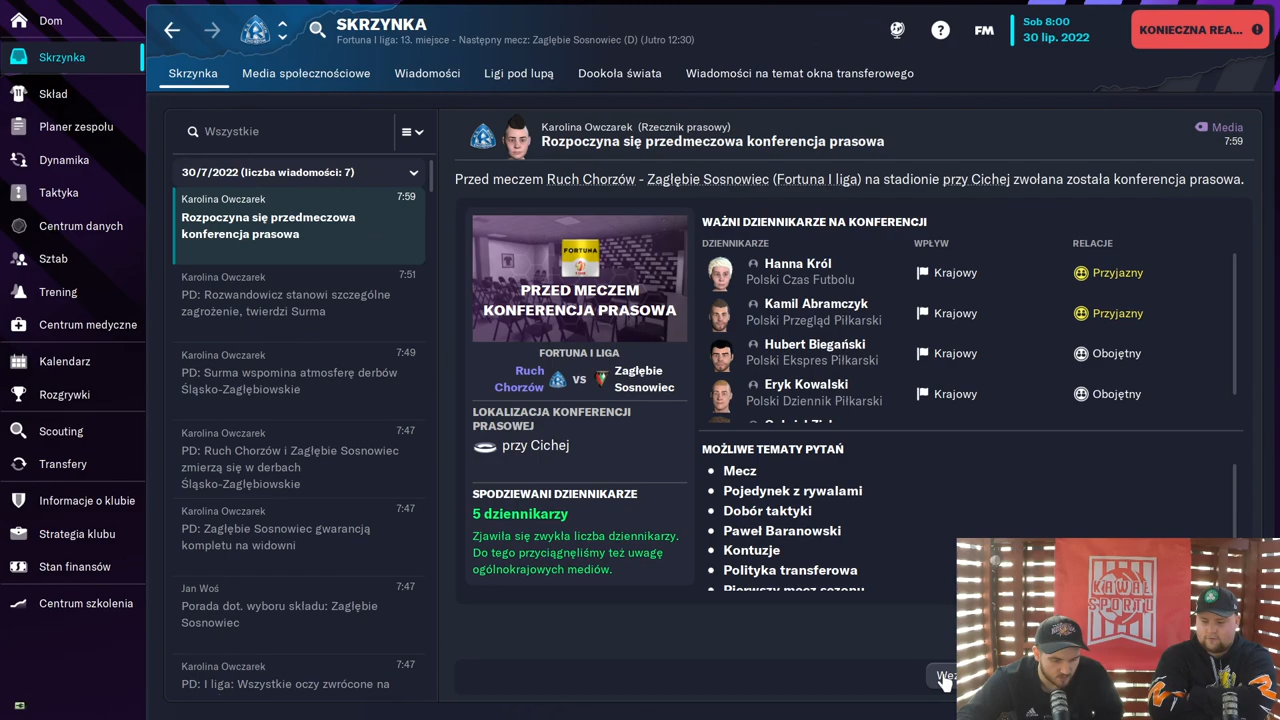 Dom
Skrzynka
Skład
Planer zespołu
Dynamika
Taktyka
Centrum danych
Sztab
Trening
Centrum medyczne
Kalendarz
Rozgrywki
Scouting
Transfery
Informacje o klubie
Strategia klubu
Stan finansów
Centrum szkolenia
SKRZYNKA
Fortuna I liga: 13. miejsce - Następny mecz: Zagłębie Sosnowiec (D) (Jutro 12:30)
FM
Sob 8:00
30 lip. 2022
KONIECZNA REA...
Skrzynka
Media społecznościowe
Wiadomości
Ligi pod lupą
Dookoła świata
Wiadomości na temat okna transferowego
Wszystkie
30/7/2022 (liczba wiadomości: 7)
Karolina Owczarek 7:59
Rozpoczyna się przedmeczowa
konferencja prasowa
Karolina Owczarek 7:51
PD: Rozwandowicz stanowi szczególne
zagrożenie, twierdzi Surma
Karolina Owczarek 7:49
PD: Surma wspomina atmosferę derbów
Śląsko-Zagłębiowskie
Karolina Owczarek 7:47
PD: Ruch Chorzów i Zagłębie Sosnowiec
zmierzą się w derbach
Śląsko-Zagłębiowskie
Karolina Owczarek 7:47
PD: Zagłębie Sosnowiec gwarancją
kompletu na widowni
Jan Woś 7:47
Porada dot. wyboru składu: Zagłębie
Sosnowiec
Karolina Owczarek 7:47
PD: I liga: Wszystkie oczy zwrócone na
Karolina Owczarek (Rzecznik prasowy)
Rozpoczyna się przedmeczowa konferencja prasowa
Media
7:59
Przed meczem Ruch Chorzów - Zagłębie Sosnowiec (Fortuna I liga) na stadionie przy Cichej zwołana została konferencja prasowa.
FORTUNA
PRZED MECZEM
KONFERENCJA PRASOWA
FORTUNA I LIGA
Ruch
Chorzów
VS
Zagłębie
Sosnowiec
LOKALIZACJA KONFERENCJI
PRASOWEJ
przy Cichej
SPODZIEWANI DZIENNIKARZE
5 dziennikarzy
Zjawiła się zwykła liczba dziennikarzy.
Do tego przyciągnęliśmy też uwagę
ogólnokrajowych mediów.
WAŻNI DZIENNIKARZE NA KONFERENCJI
DZIENNIKARZE WPŁYW RELACJE
Hanna Król
Polski Czas Futbolu
Krajowy Przyjazny
Kamil Abramczyk
Polski Przegląd Piłkarski
Krajowy Przyjazny
Hubert Biegański
Polski Ekspres Piłkarski
Krajowy Obojętny
Eryk Kowalski
Polski Dziennik Piłkarski
Krajowy Obojętny
MOŻLIWE TEMATY PYTAŃ
Mecz
Pojedynek z rywalami
Dobór taktyki
Paweł Baranowski
Kontuzje
Polityka transferowa
Pierwszy mecz sezonu
KAWAŁ
SPORTU